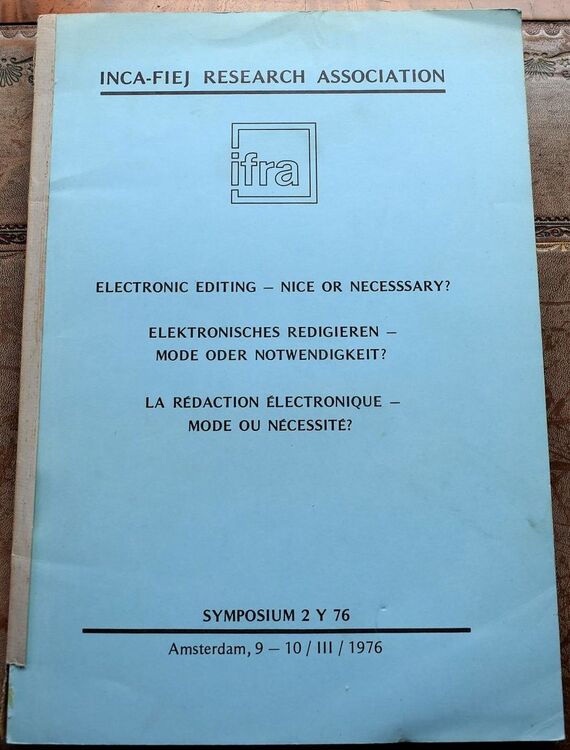 INCA-FIEJ RESEARCH ASSOCIATION
ifra
ELECTRONIC EDITING – NICE OR NECESSSARY?
ELEKTRONISCHES REDIGIEREN –
MODE ODER NOTWENDIGKEIT?
LA RÉDACTION ÉLECTRONIQUE –
MODE OU NÉCESSITÉ?
SYMPOSIUM 2 Y 76
Amsterdam, 9 – 10 / III / 1976